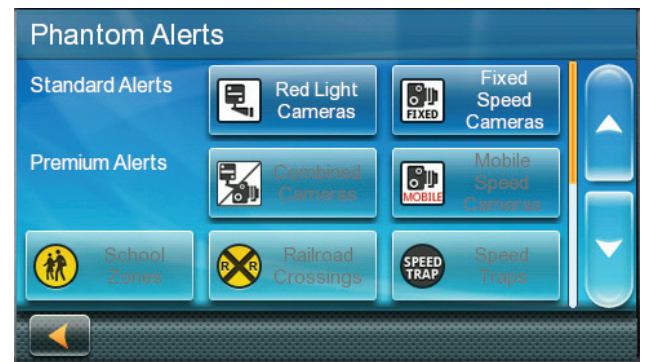 Phantom Alerts
Standard Alerts
Red Light
Cameras
FIXED
Fixed
Speed
Cameras
Premium Alerts
Combined
Cameras
MOBILE
Mobile
Speed
Cameras
School
Zones
R R
Railroad
Crossings
SPEED
TRAP
Speed
Traps